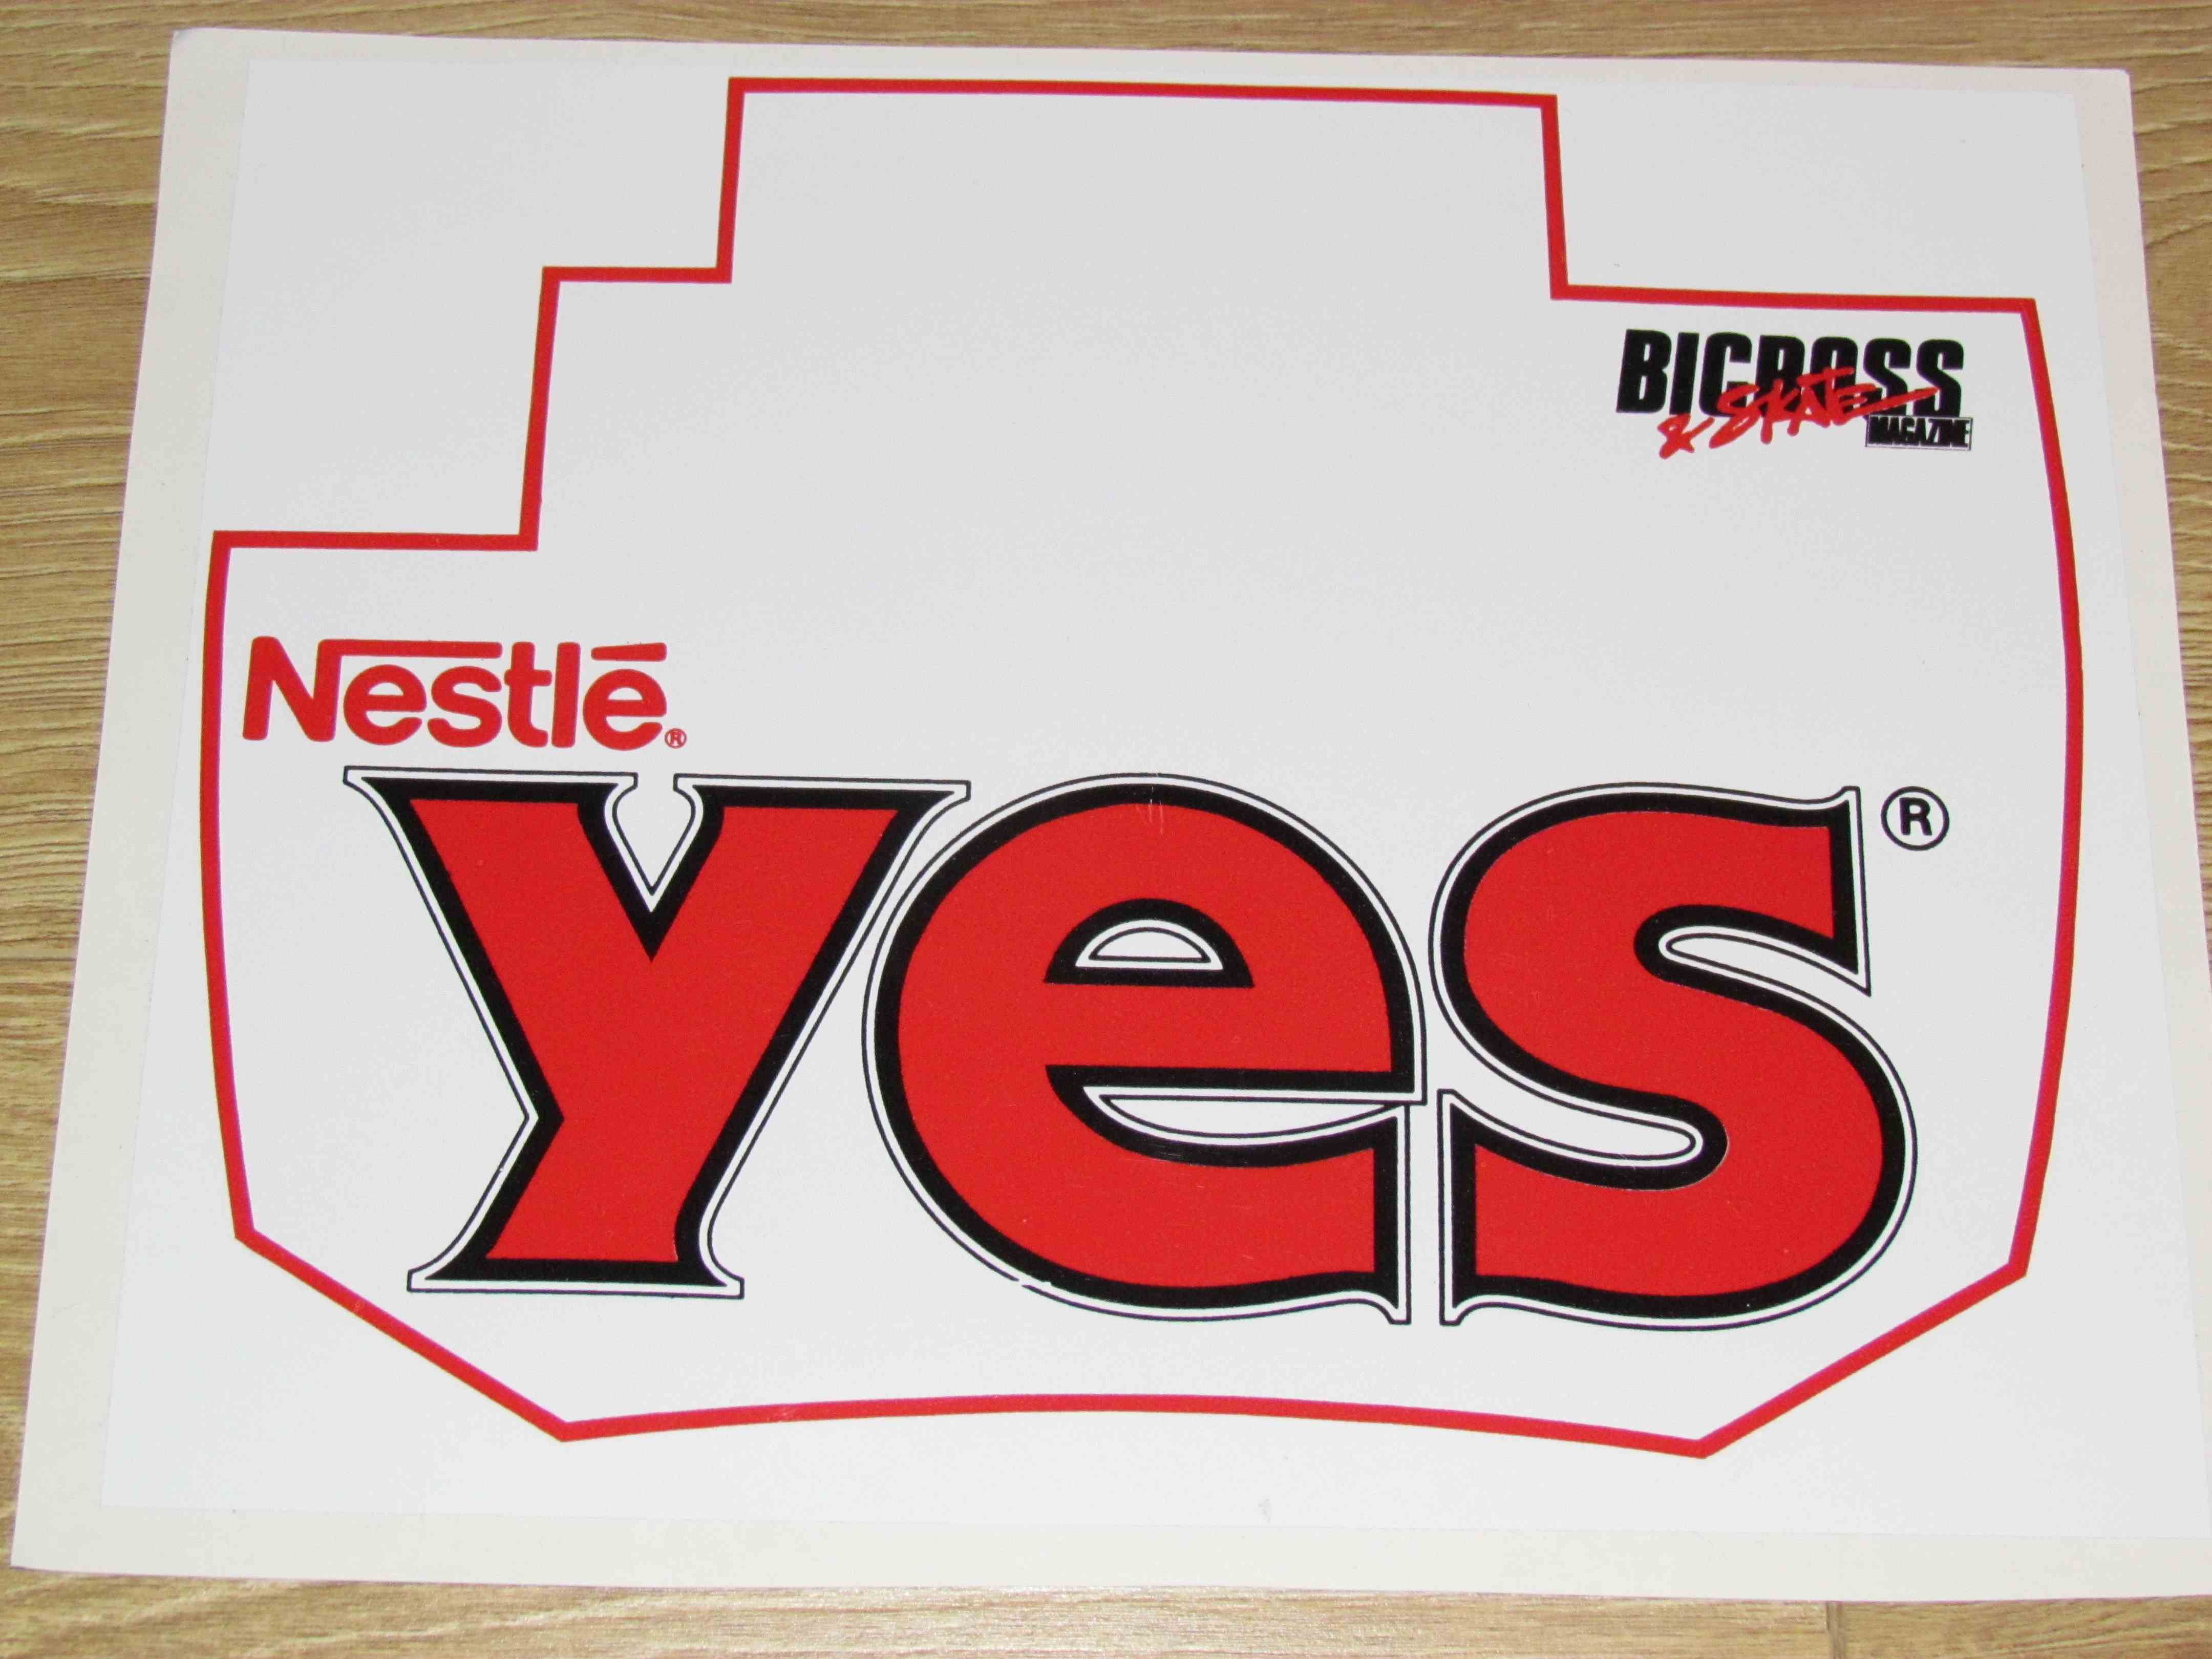 BICROSS
& SKATE
MAGAZINE
Nestlé®
yes®